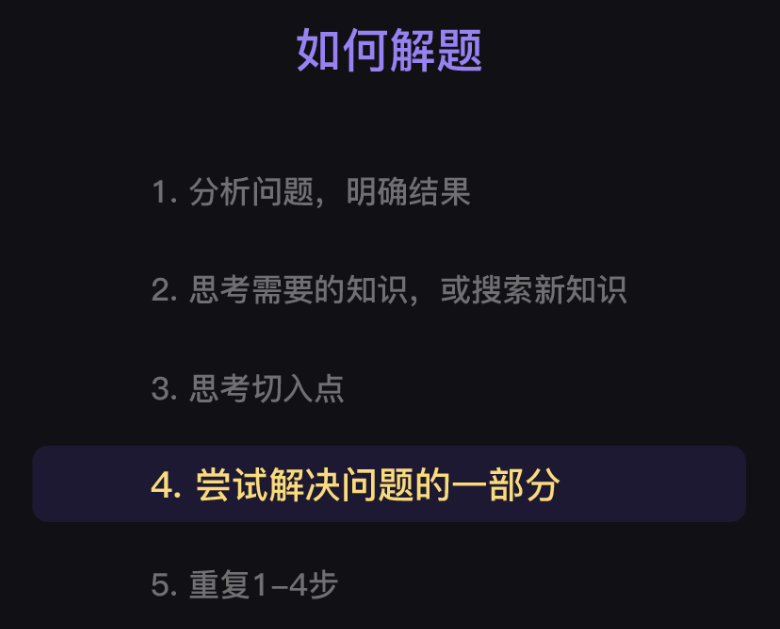 如何解题
1. 分析问题，明确结果
2. 思考需要的知识，或搜索新知识
3. 思考切入点
4. 尝试解决问题的一部分
5. 重复1-4步